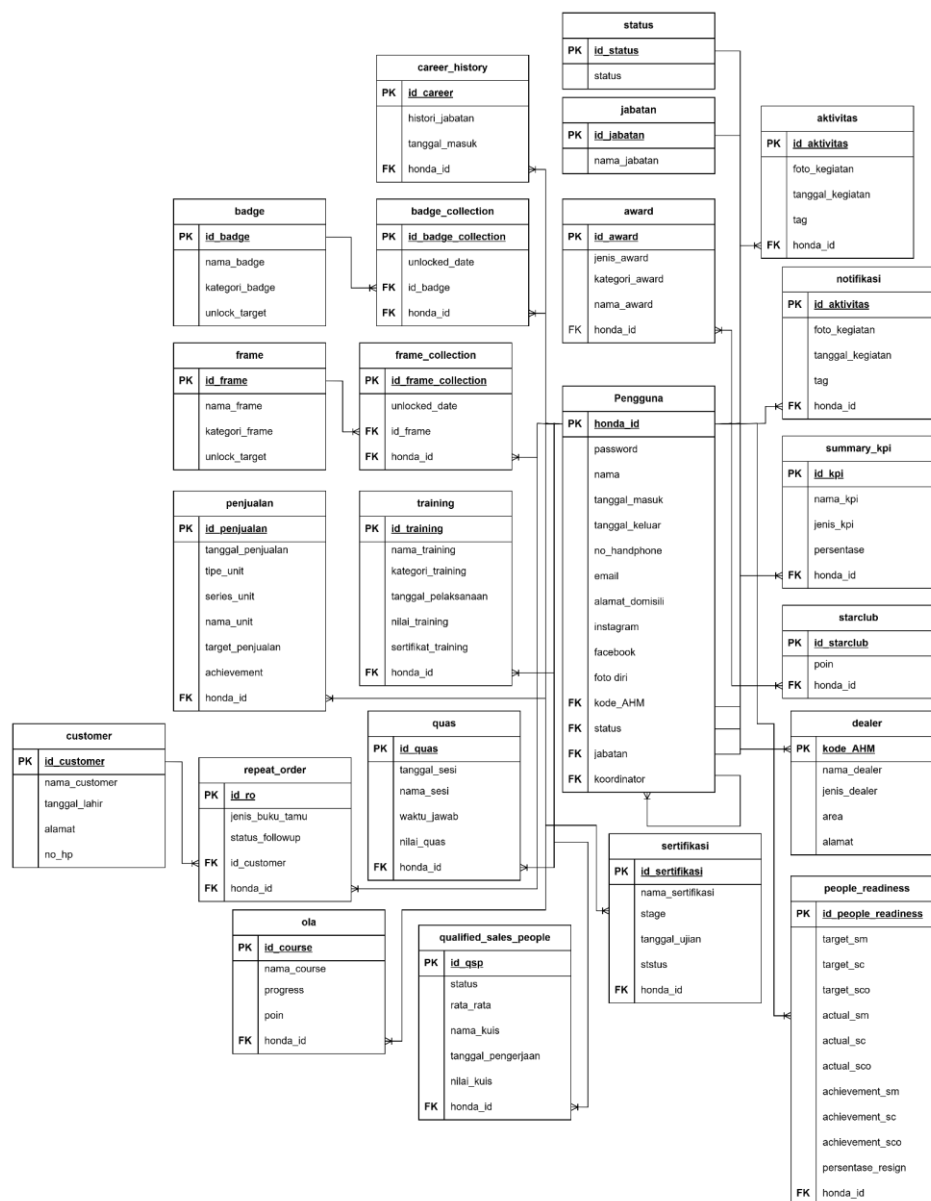 status
PK id_status
status
career_history
PK id_career
histori_jabatan
tanggal_masuk
FK honda_id
jabatan
PK id_jabatan
nama_jabatan
aktivitas
PK id_aktivitas
foto_kegiatan
tanggal_kegiatan
tag
FK honda_id
badge
PK id_badge
nama_badge
kategori_badge
unlock_target
badge_collection
PK id_badge_collection
unlocked_date
FK id_badge
FK honda_id
award
PK id_award
jenis_award
kategori_award
nama_award
FK honda_id
notifikasi
PK id_aktivitas
foto_kegiatan
tanggal_kegiatan
tag
FK honda_id
frame
PK id_frame
nama_frame
kategori_frame
unlock_target
frame_collection
PK id_frame_collection
unlocked_date
FK id_frame
FK honda_id
Pengguna
PK honda_id
password
nama
tanggal_masuk
tanggal_keluar
no_handphone
email
alamat_domisili
instagram
facebook
foto diri
FK kode_AHM
FK status
FK jabatan
FK koordinator
summary_kpi
PK id_kpi
nama_kpi
jenis_kpi
persentase
FK honda_id
penjualan
PK id_penjualan
tanggal_penjualan
tipe_unit
series_unit
nama_unit
target_penjualan
achievement
FK honda_id
training
PK id_training
nama_training
kategori_training
tanggal_pelaksanaan
nilai_training
sertifikat_training
FK honda_id
starclub
PK id_starclub
poin
FK honda_id
customer
PK id_customer
nama_customer
tanggal_lahir
alamat
no_hp
repeat_order
PK id_ro
jenis_buku_tamu
status_followup
FK id_customer
FK honda_id
quas
PK id_quas
tanggal_sesi
nama_sesi
waktu_jawab
nilai_quas
FK honda_id
dealer
PK kode_AHM
nama_dealer
jenis_dealer
area
alamat
sertifikasi
PK id_sertifikasi
nama_sertifikasi
stage
tanggal_ujian
ststus
FK honda_id
ola
PK id_course
nama_course
progress
poin
FK honda_id
qualified_sales_people
PK id_qsp
status
rata_rata
nama_kuis
tanggal_pengerjaan
nilai_kuis
FK honda_id
people_readiness
PK id_people_readiness
target_sm
target_sc
target_sco
actual_sm
actual_sc
actual_sco
achievement_sm
achievement_sc
achievement_sco
persentase_resign
FK honda_id